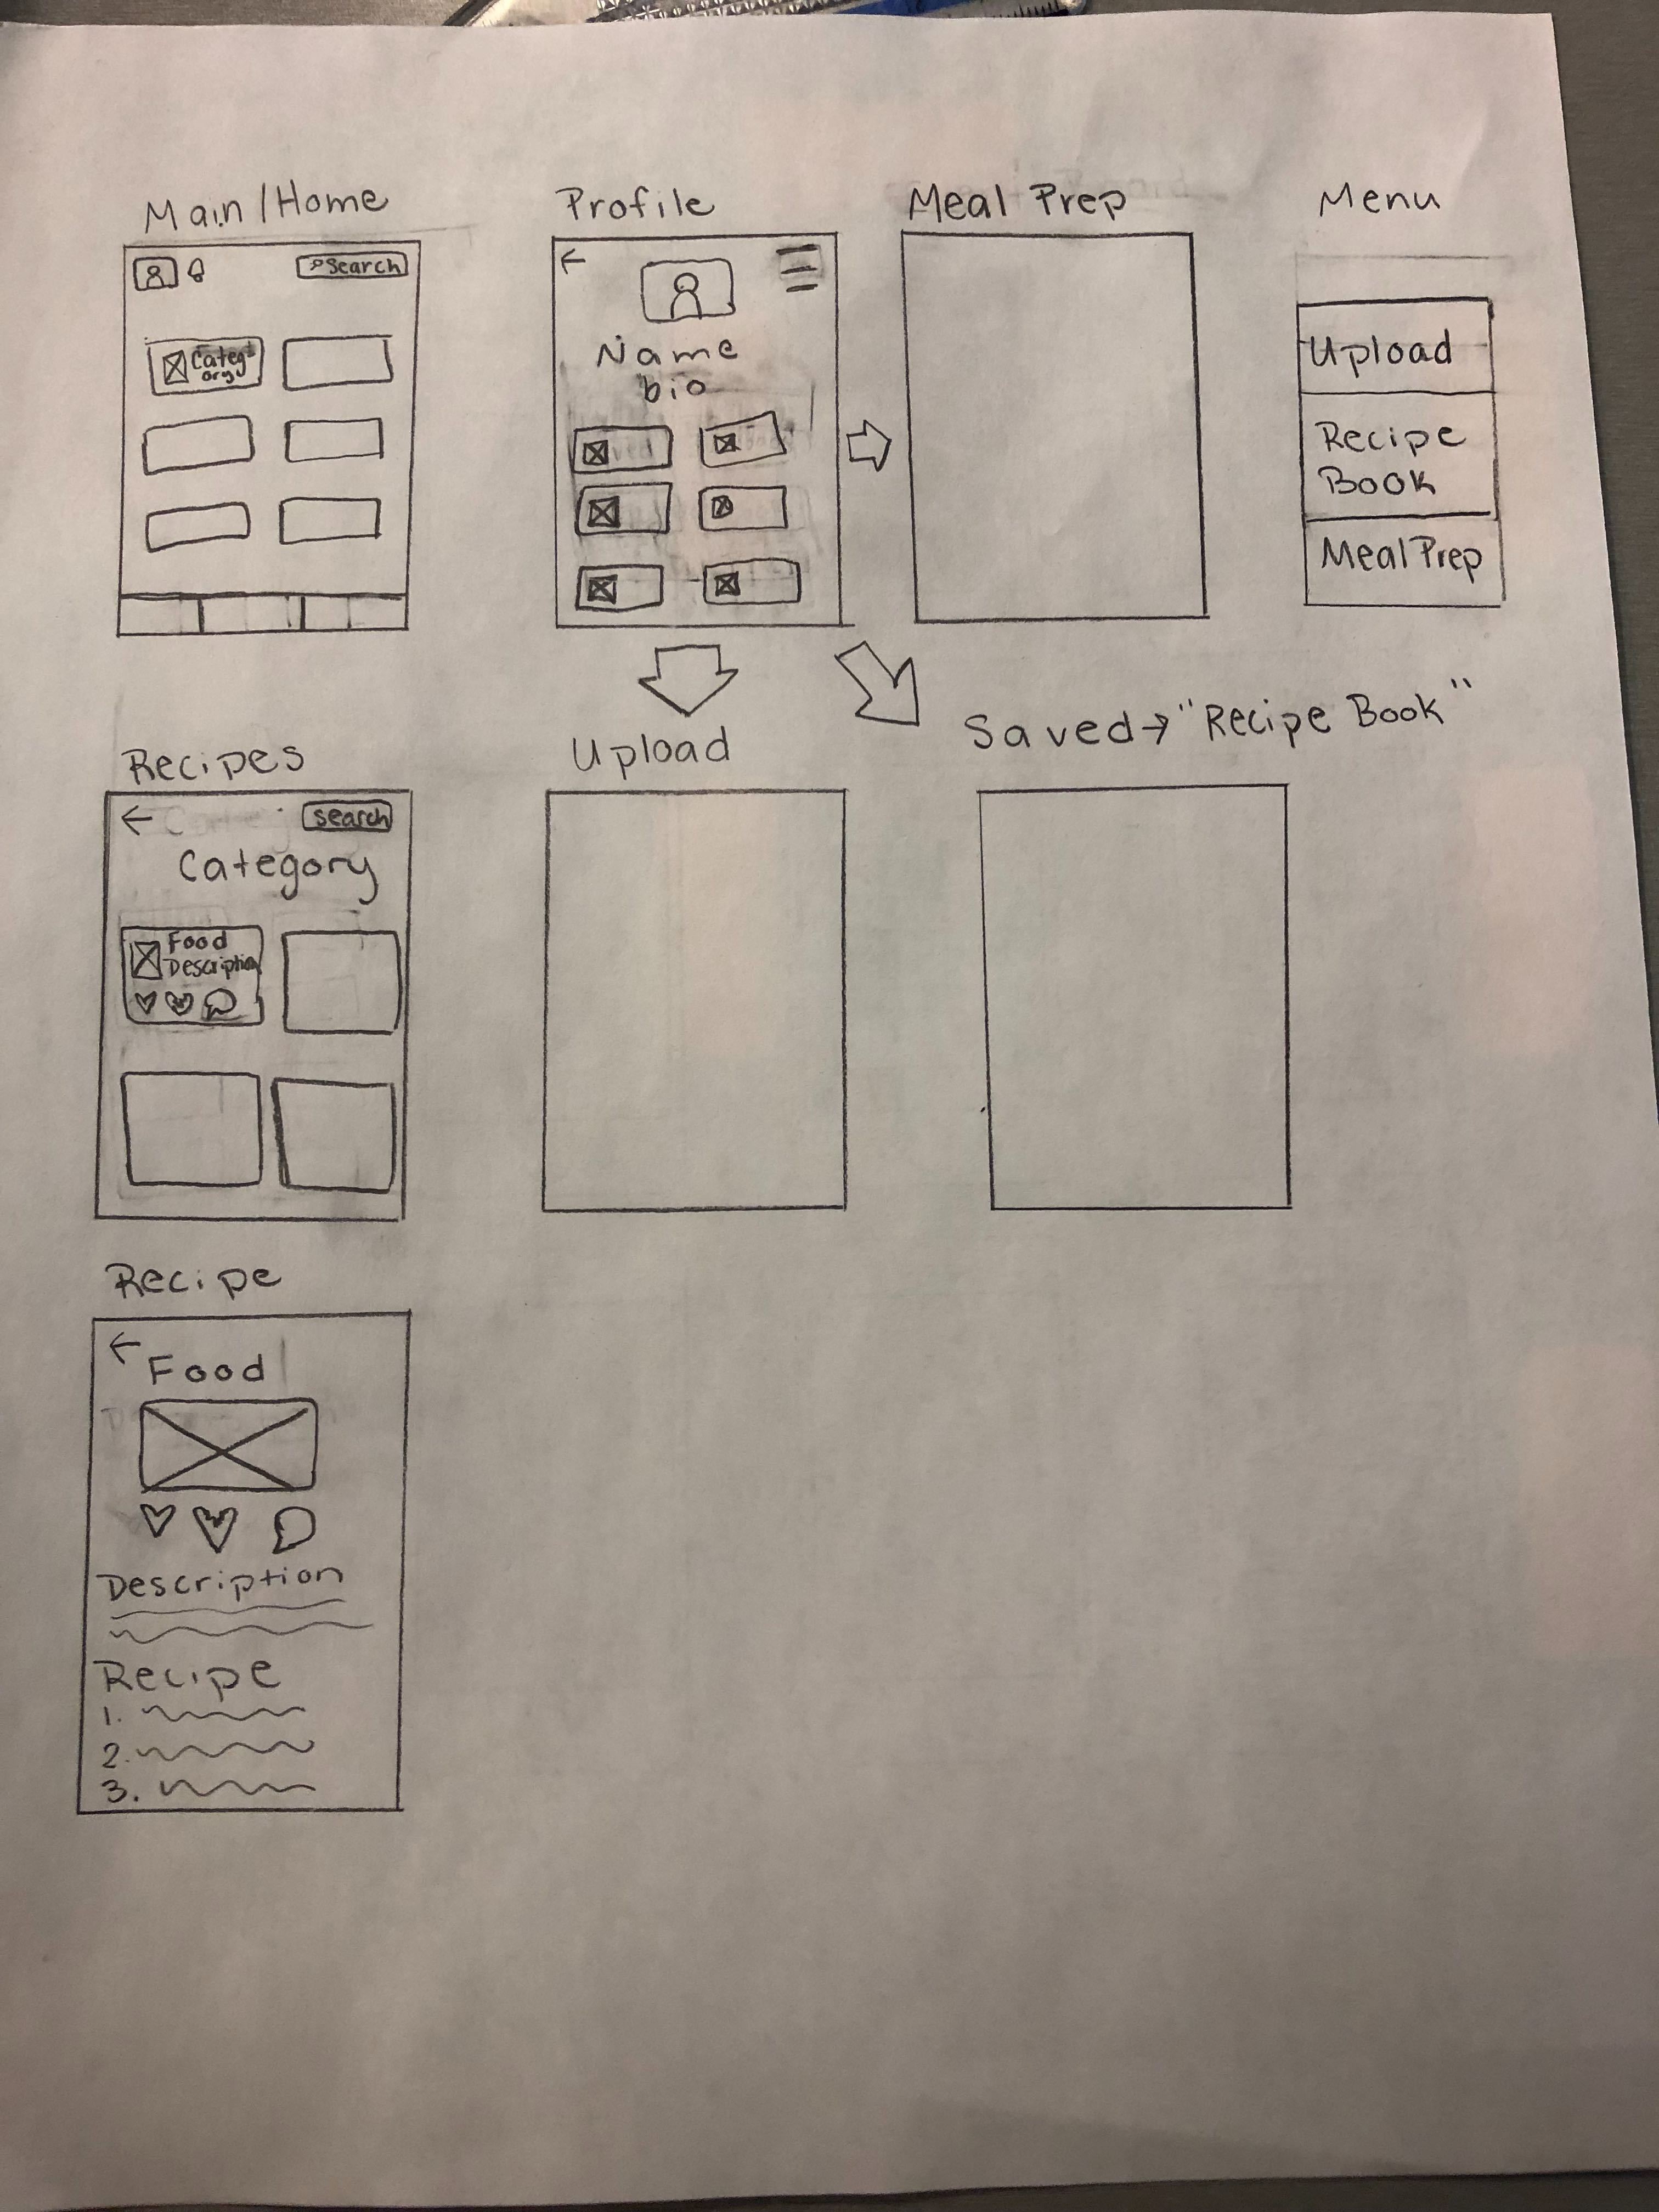 Main/Home
Search
Categ
ory
Profile
Name
bio
Meal Prep
Menu
Upload
Recipe
Book
Meal Prep
Recipes
search
Category
Food
Description
Upload
Saved→"Recipe Book"
Recipe
Food
Description
Recipe
1.
2.
3.